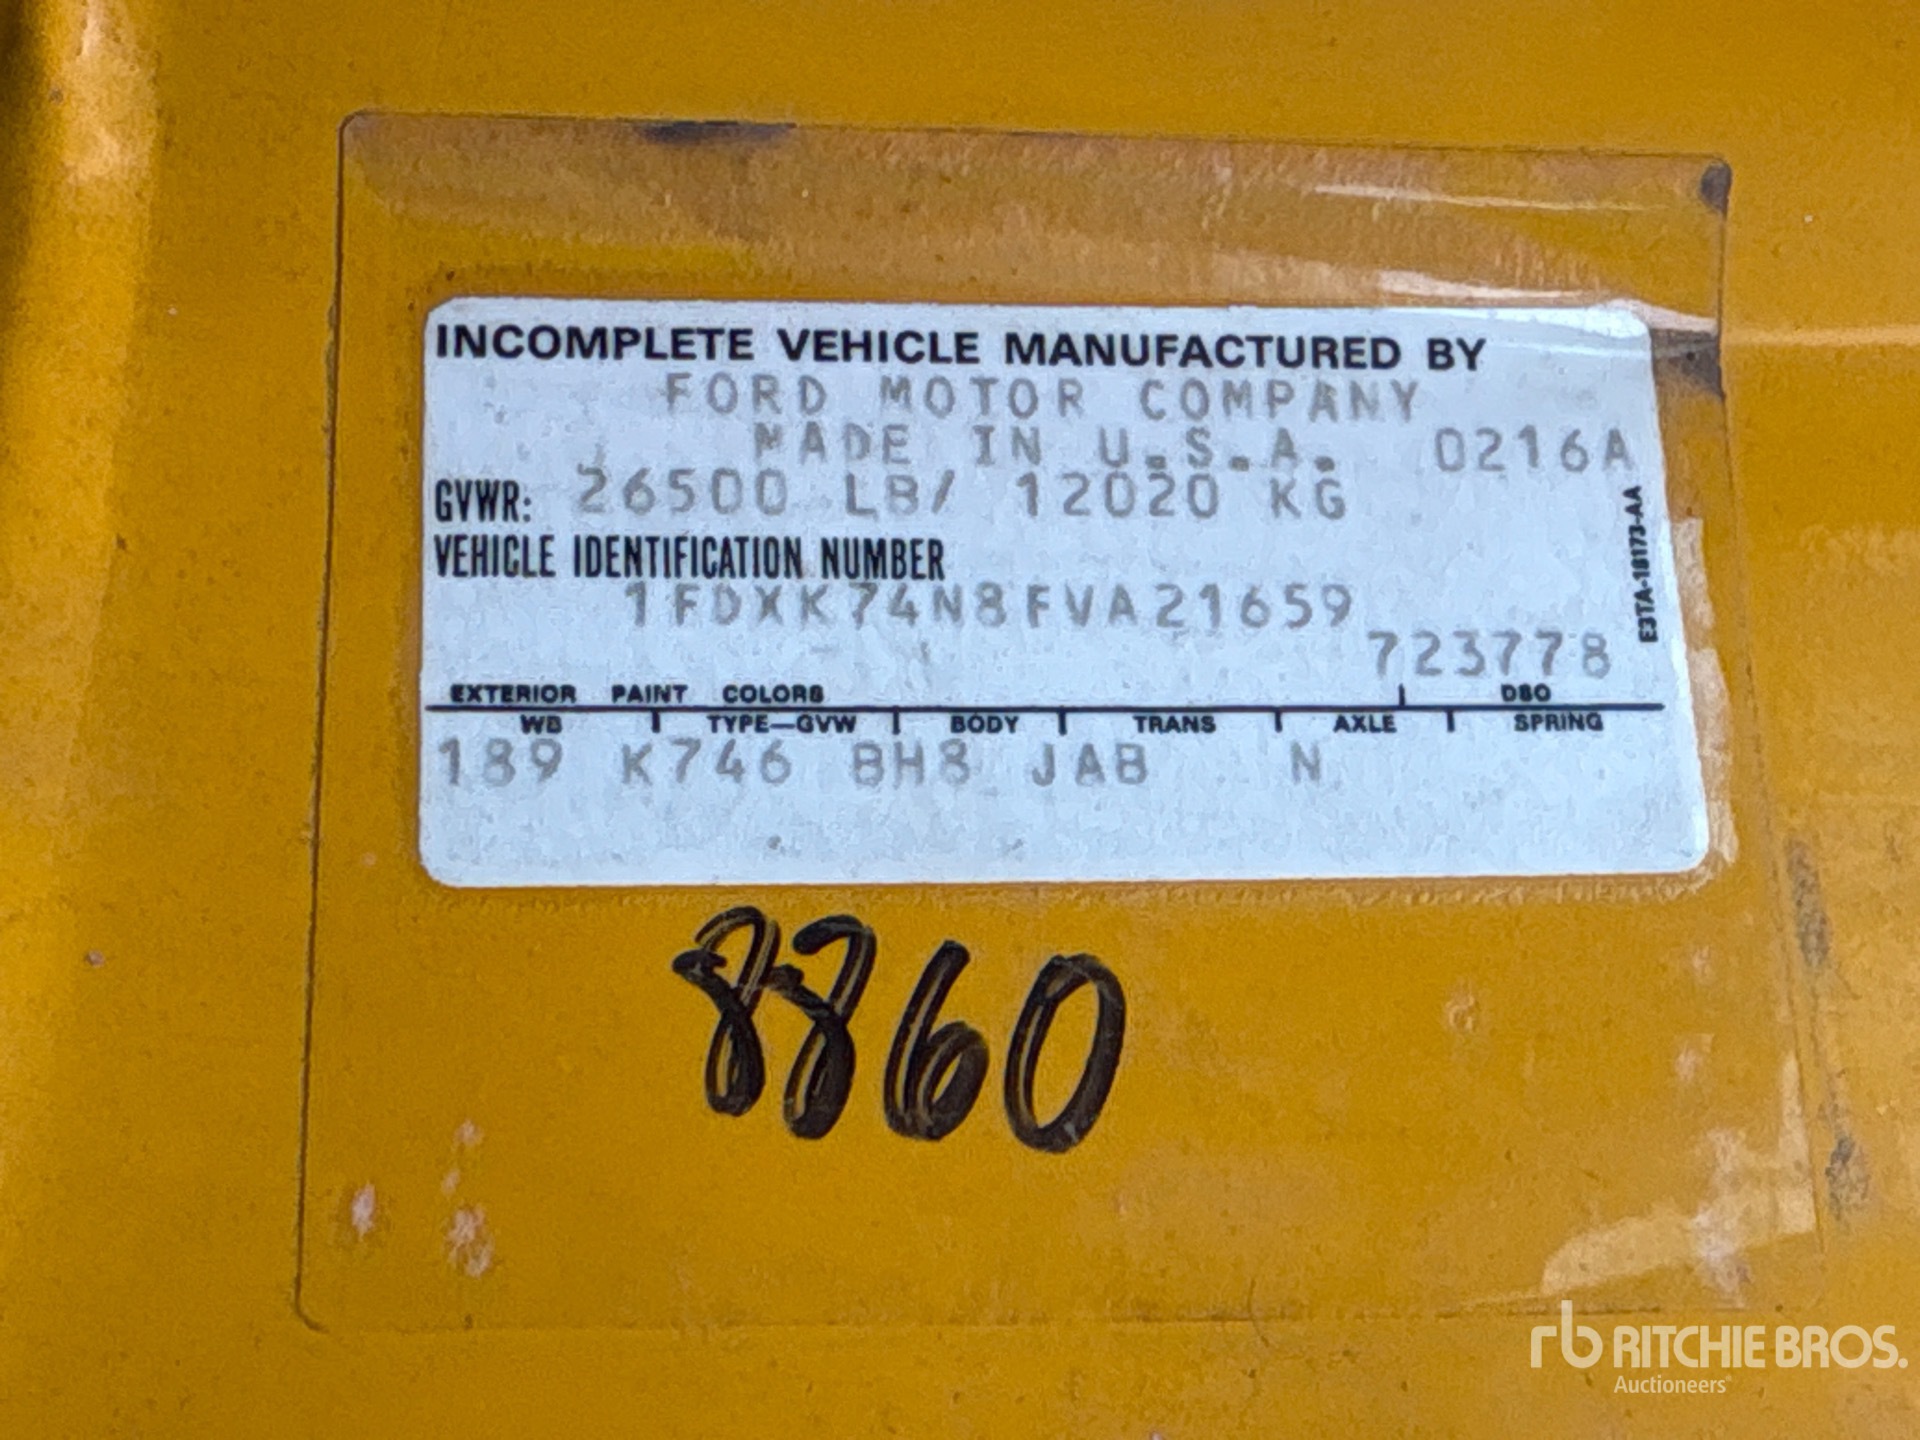 INCOMPLETE VEHICLE MANUFACTURED BY
FORD MOTOR COMPANY
MADE IN U.S.A. 0216A
GVWR: 26500 LB/ 12020 KG
VEHICLE IDENTIFICATION NUMBER
1FDXK74N8FVA21659
723778
E3TA-18173-AA
EXTERIOR PAINT COLORS DSO
WB TYPE-GVW BODY TRANS AXLE SPRING
189 K746 BH8 JAB N
8860
rb RITCHIE BROS.
Auctioneers